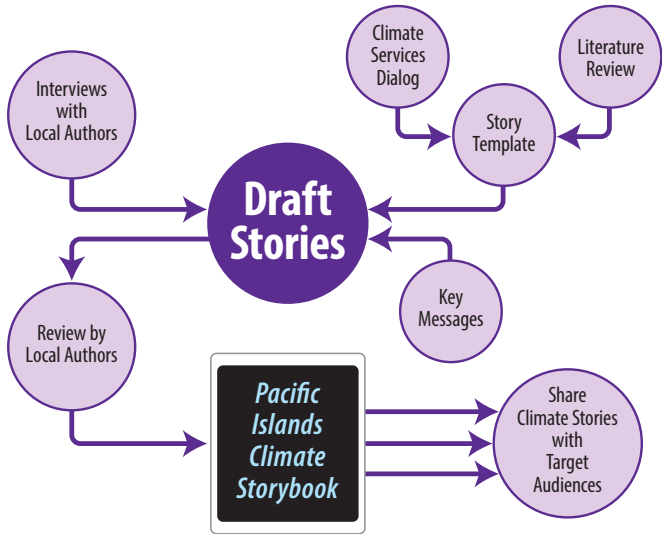 Interviews
with
Local Authors
Climate
Services
Dialog
Literature
Review
Story
Template
Draft
Stories
Key
Messages
Review by
Local Authors
Pacific
Islands
Climate
Storybook
Share
Climate Stories
with
Target
Audiences